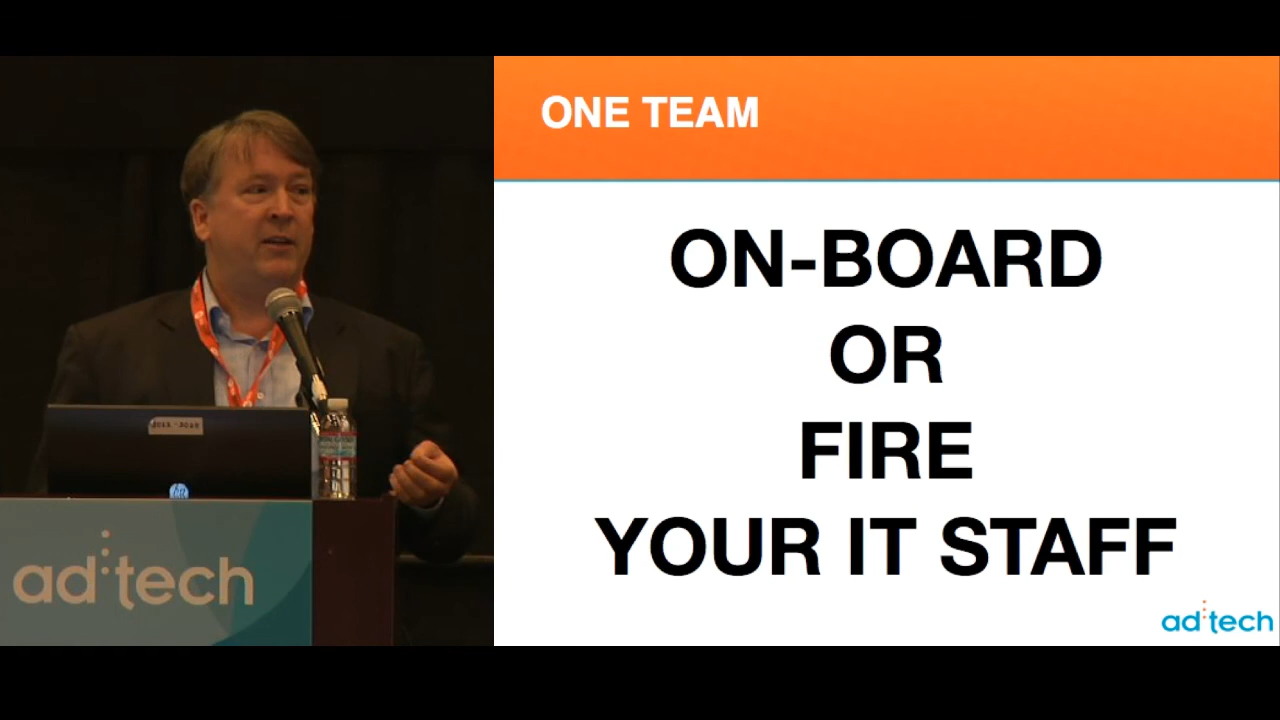 ONE TEAM
ON-BOARD
OR
FIRE
YOUR IT STAFF
ad:tech
ad:tech